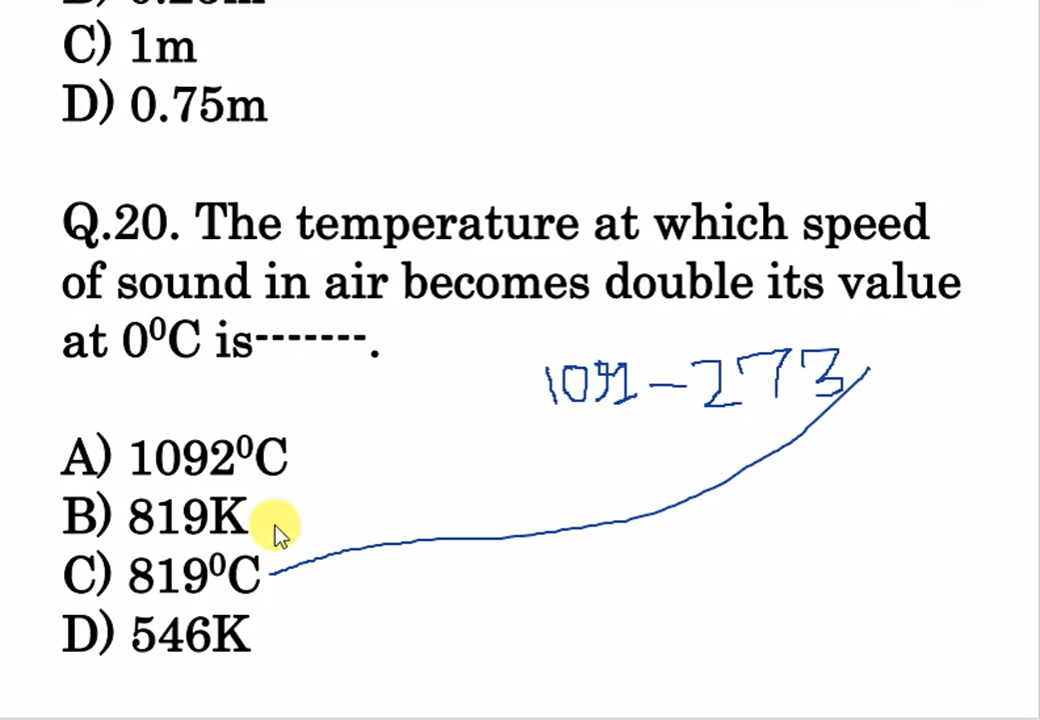 C) 1m
D) 0.75m
Q.20. The temperature at which speed
of sound in air becomes double its value
at 0⁰C is-------.
1092-273
A) 1092⁰C
B) 819K
C) 819⁰C
D) 546K